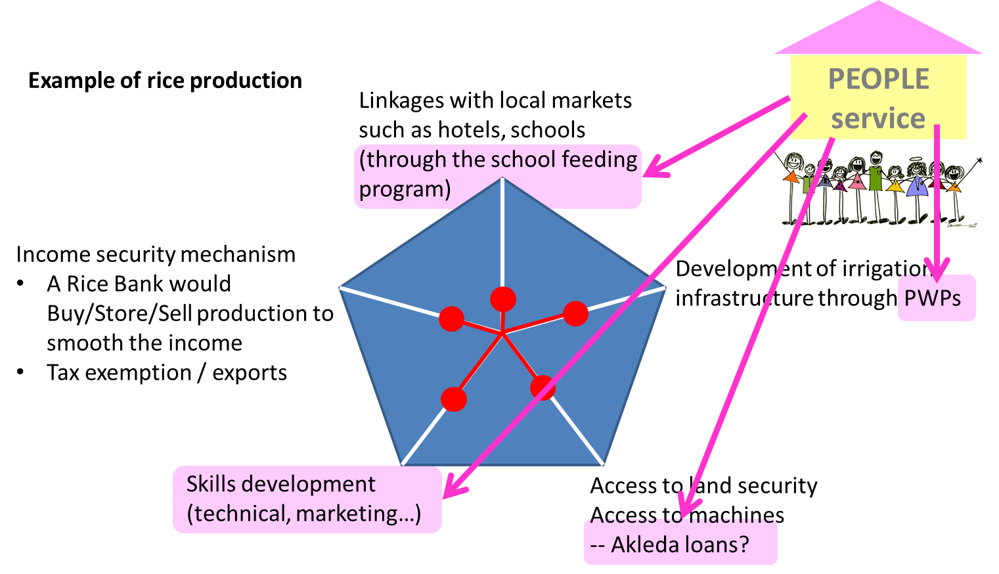 Example of rice production
PEOPLE
service
Linkages with local markets
such as hotels, schools
(through the school feeding
program)
Income security mechanism
• A Rice Bank would
Buy/Store/Sell production to
smooth the income
• Tax exemption / exports
Development of irrigation
infrastructure through PWPs
Skills development
(technical, marketing...)
Access to land security
Access to machines
-- Akleda loans?